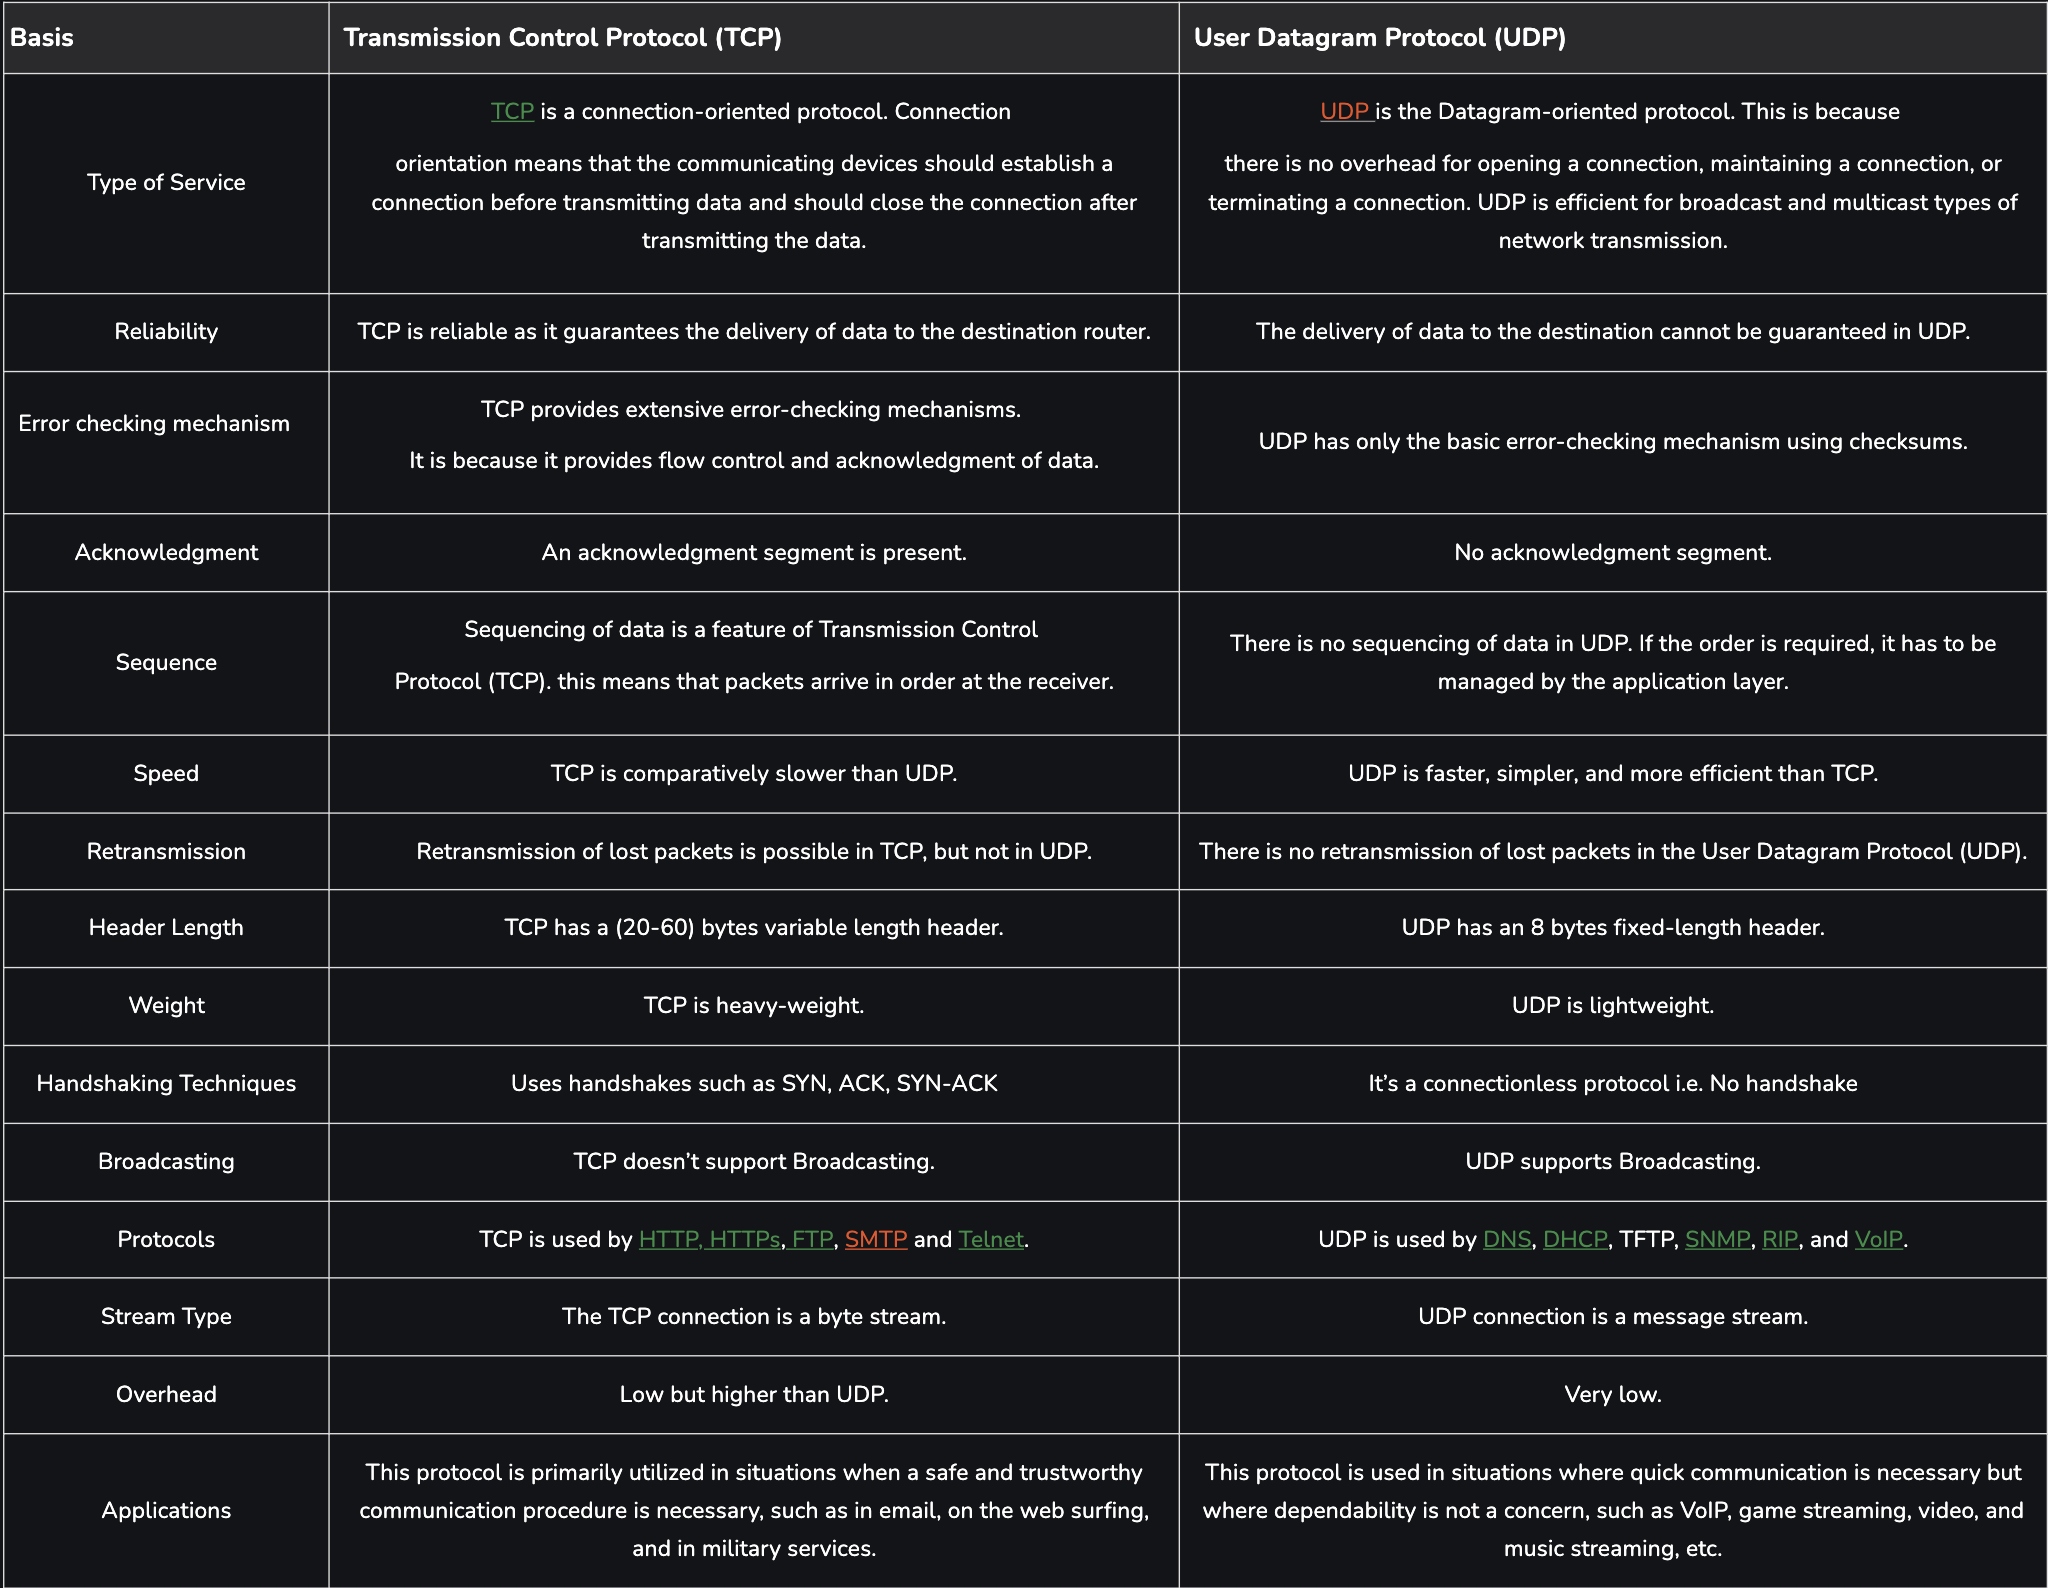 Basis
Transmission Control Protocol (TCP)
User Datagram Protocol (UDP)
Type of Service
TCP is a connection-oriented protocol. Connection
orientation means that the communicating devices should establish a
connection before transmitting data and should close the connection after
transmitting the data.
UDP is the Datagram-oriented protocol. This is because
there is no overhead for opening a connection, maintaining a connection, or
terminating a connection. UDP is efficient for broadcast and multicast types of
network transmission.
Reliability
TCP is reliable as it guarantees the delivery of data to the destination router.
The delivery of data to the destination cannot be guaranteed in UDP.
Error checking mechanism
TCP provides extensive error-checking mechanisms.
It is because it provides flow control and acknowledgment of data.
UDP has only the basic error-checking mechanism using checksums.
Acknowledgment
An acknowledgment segment is present.
No acknowledgment segment.
Sequence
Sequencing of data is a feature of Transmission Control
Protocol (TCP). this means that packets arrive in order at the receiver.
There is no sequencing of data in UDP. If the order is required, it has to be
managed by the application layer.
Speed
TCP is comparatively slower than UDP.
UDP is faster, simpler, and more efficient than TCP.
Retransmission
Retransmission of lost packets is possible in TCP, but not in UDP.
There is no retransmission of lost packets in the User Datagram Protocol (UDP).
Header Length
TCP has a (20-60) bytes variable length header.
UDP has an 8 bytes fixed-length header.
Weight
TCP is heavy-weight.
UDP is lightweight.
Handshaking Techniques
Uses handshakes such as SYN, ACK, SYN-ACK
It’s a connectionless protocol i.e. No handshake
Broadcasting
TCP doesn’t support Broadcasting.
UDP supports Broadcasting.
Protocols
TCP is used by HTTP, HTTPs, FTP, SMTP and Telnet.
UDP is used by DNS, DHCP, TFTP, SNMP, RIP, and VoIP.
Stream Type
The TCP connection is a byte stream.
UDP connection is a message stream.
Overhead
Low but higher than UDP.
Very low.
Applications
This protocol is primarily utilized in situations when a safe and trustworthy
communication procedure is necessary, such as in email, on the web surfing,
and in military services.
This protocol is used in situations where quick communication is necessary but
where dependability is not a concern, such as VoIP, game streaming, video, and
music streaming, etc.